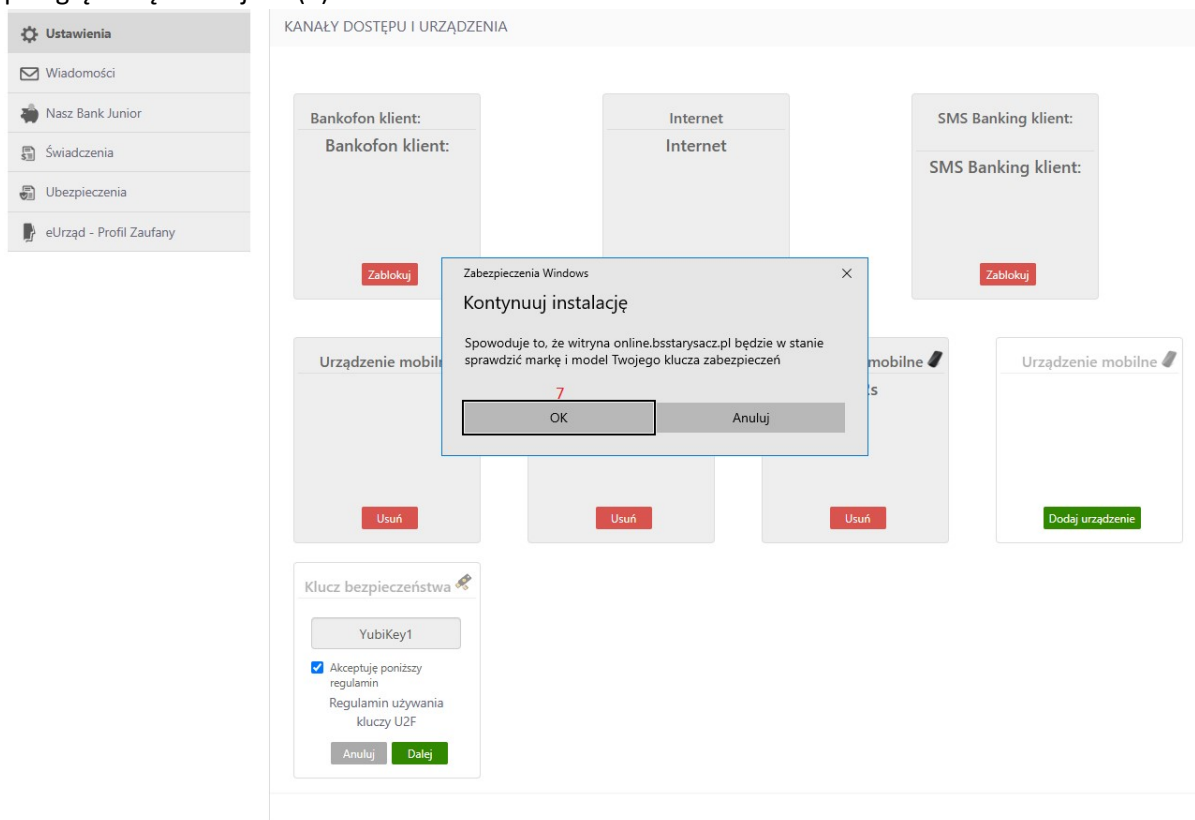 Ustawienia
Wiadomości
Nasz Bank Junior
Świadczenia
Ubezpieczenia
eUrząd - Profil Zaufany
KANAŁY DOSTĘPU I URZĄDZENIA
Bankofon klient:
Bankofon klient:
Zablokuj
Internet
Internet
SMS Banking klient:
SMS Banking klient:
Zablokuj
Zabezpieczenia Windows
Kontynuuj instalację
Spowoduje to, że witryna online.bsstarysacz.pl będzie w stanie
sprawdzić markę i model Twojego klucza zabezpieczeń
7
OK
Anuluj
Urządzenie mobil
Usuń
Usuń
mobilne
Usuń
Urządzenie mobilne
Dodaj urządzenie
Klucz bezpieczeństwa
YubiKey1
Akceptuję poniższy
regulamin
Regulamin używania
kluczy U2F
Anuluj
Dalej